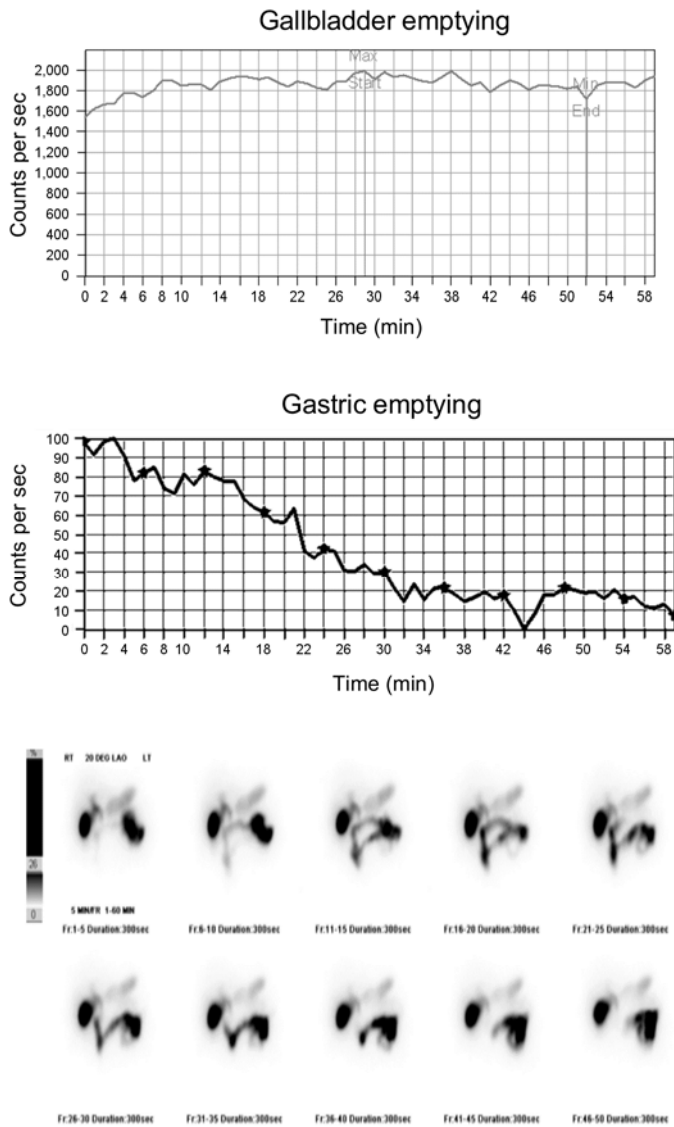 Gallbladder emptying
Counts per sec
2,000
1,800
1,600
1,400
1,200
1,000
800
600
400
200
0
Max
Start
Min
End
0 2 4 6 8 10 14 18 22 26 30 34 38 42 46 50 54 58
Time (min)
Gastric emptying
Counts per sec
100
90
80
70
60
50
40
30
20
10
0
0 2 4 6 8 10 14 18 22 26 30 34 38 42 46 50 54 58
Time (min)
%
26
0
RT 20 DEG LAO LT
5 MIN/FR 1-60 MIN
Fr:1-5 Duration:300sec Fr:6-10 Duration:300sec Fr:11-15 Duration:300sec Fr:16-20 Duration:300sec Fr:21-25 Duration:300sec
Fr:26-30 Duration:300sec Fr:31-35 Duration:300sec Fr:36-40 Duration:300sec Fr:41-45 Duration:300sec Fr:46-50 Duration:300sec